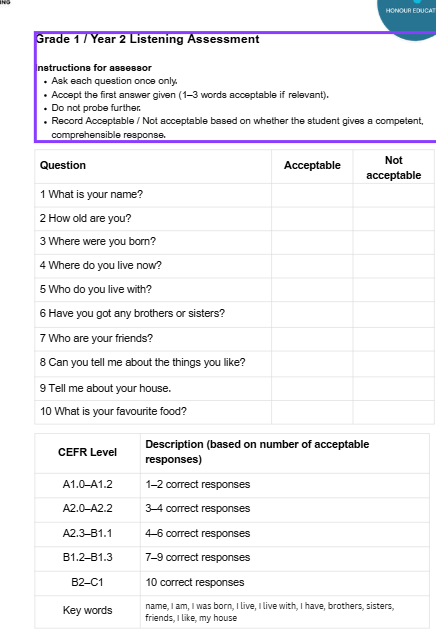 ING
HONOUR EDUCAT
Grade 1 / Year 2 Listening Assessment
Instructions for assessor
• Ask each question once only.
• Accept the first answer given (1–3 words acceptable if relevant).
• Do not probe further.
• Record Acceptable / Not acceptable based on whether the student gives a competent,
comprehensible response.
Question Acceptable Not
acceptable
1 What is your name?
2 How old are you?
3 Where were you born?
4 Where do you live now?
5 Who do you live with?
6 Have you got any brothers or sisters?
7 Who are your friends?
8 Can you tell me about the things you like?
9 Tell me about your house.
10 What is your favourite food?
CEFR Level Description (based on number of acceptable
responses)
A1.0–A1.2 1–2 correct responses
A2.0–A2.2 3–4 correct responses
A2.3–B1.1 4–6 correct responses
B1.2–B1.3 7–9 correct responses
B2–C1 10 correct responses
Key words name, I am, I was born, I live, I live with, I have, brothers, sisters,
friends, I like, my house